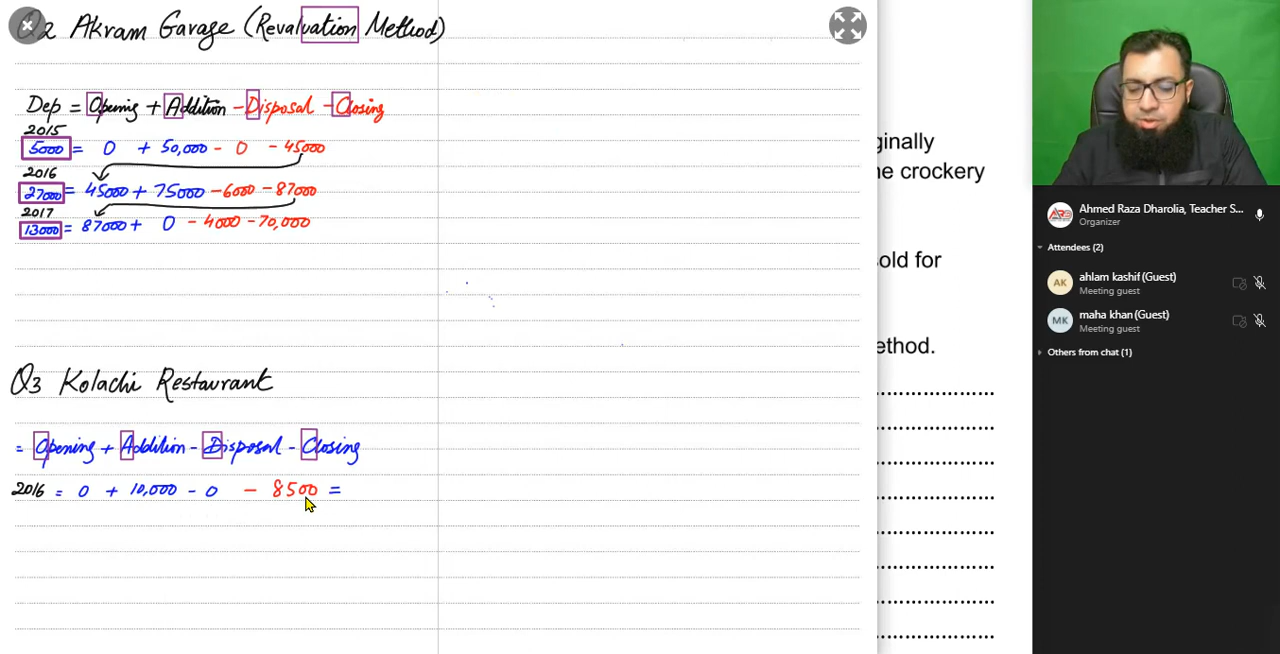 Q2 Akram Garage (Revaluation Method)
Dep = Opening + Addition - Disposal - Closing
2015
5000 = 0 + 50,000 - 0 - 45000
2016
27000 = 45000 + 75000 - 6000 - 87000
2017
13000 = 87000 + 0 - 4000 - 70,000
Q3 Kolachi Restaurant
= Opening + Addition - Disposal - Closing
2016 = 0 + 10,000 - 0 - 8500 =
ginally
ne crockery
sold for
ethod.
Ahmed Raza Dharolia, Teacher S...
Organizer
Attendees (2)
AK
ahlam kashif (Guest)
Meeting guest
MK
maha khan (Guest)
Meeting guest
Others from chat (1)